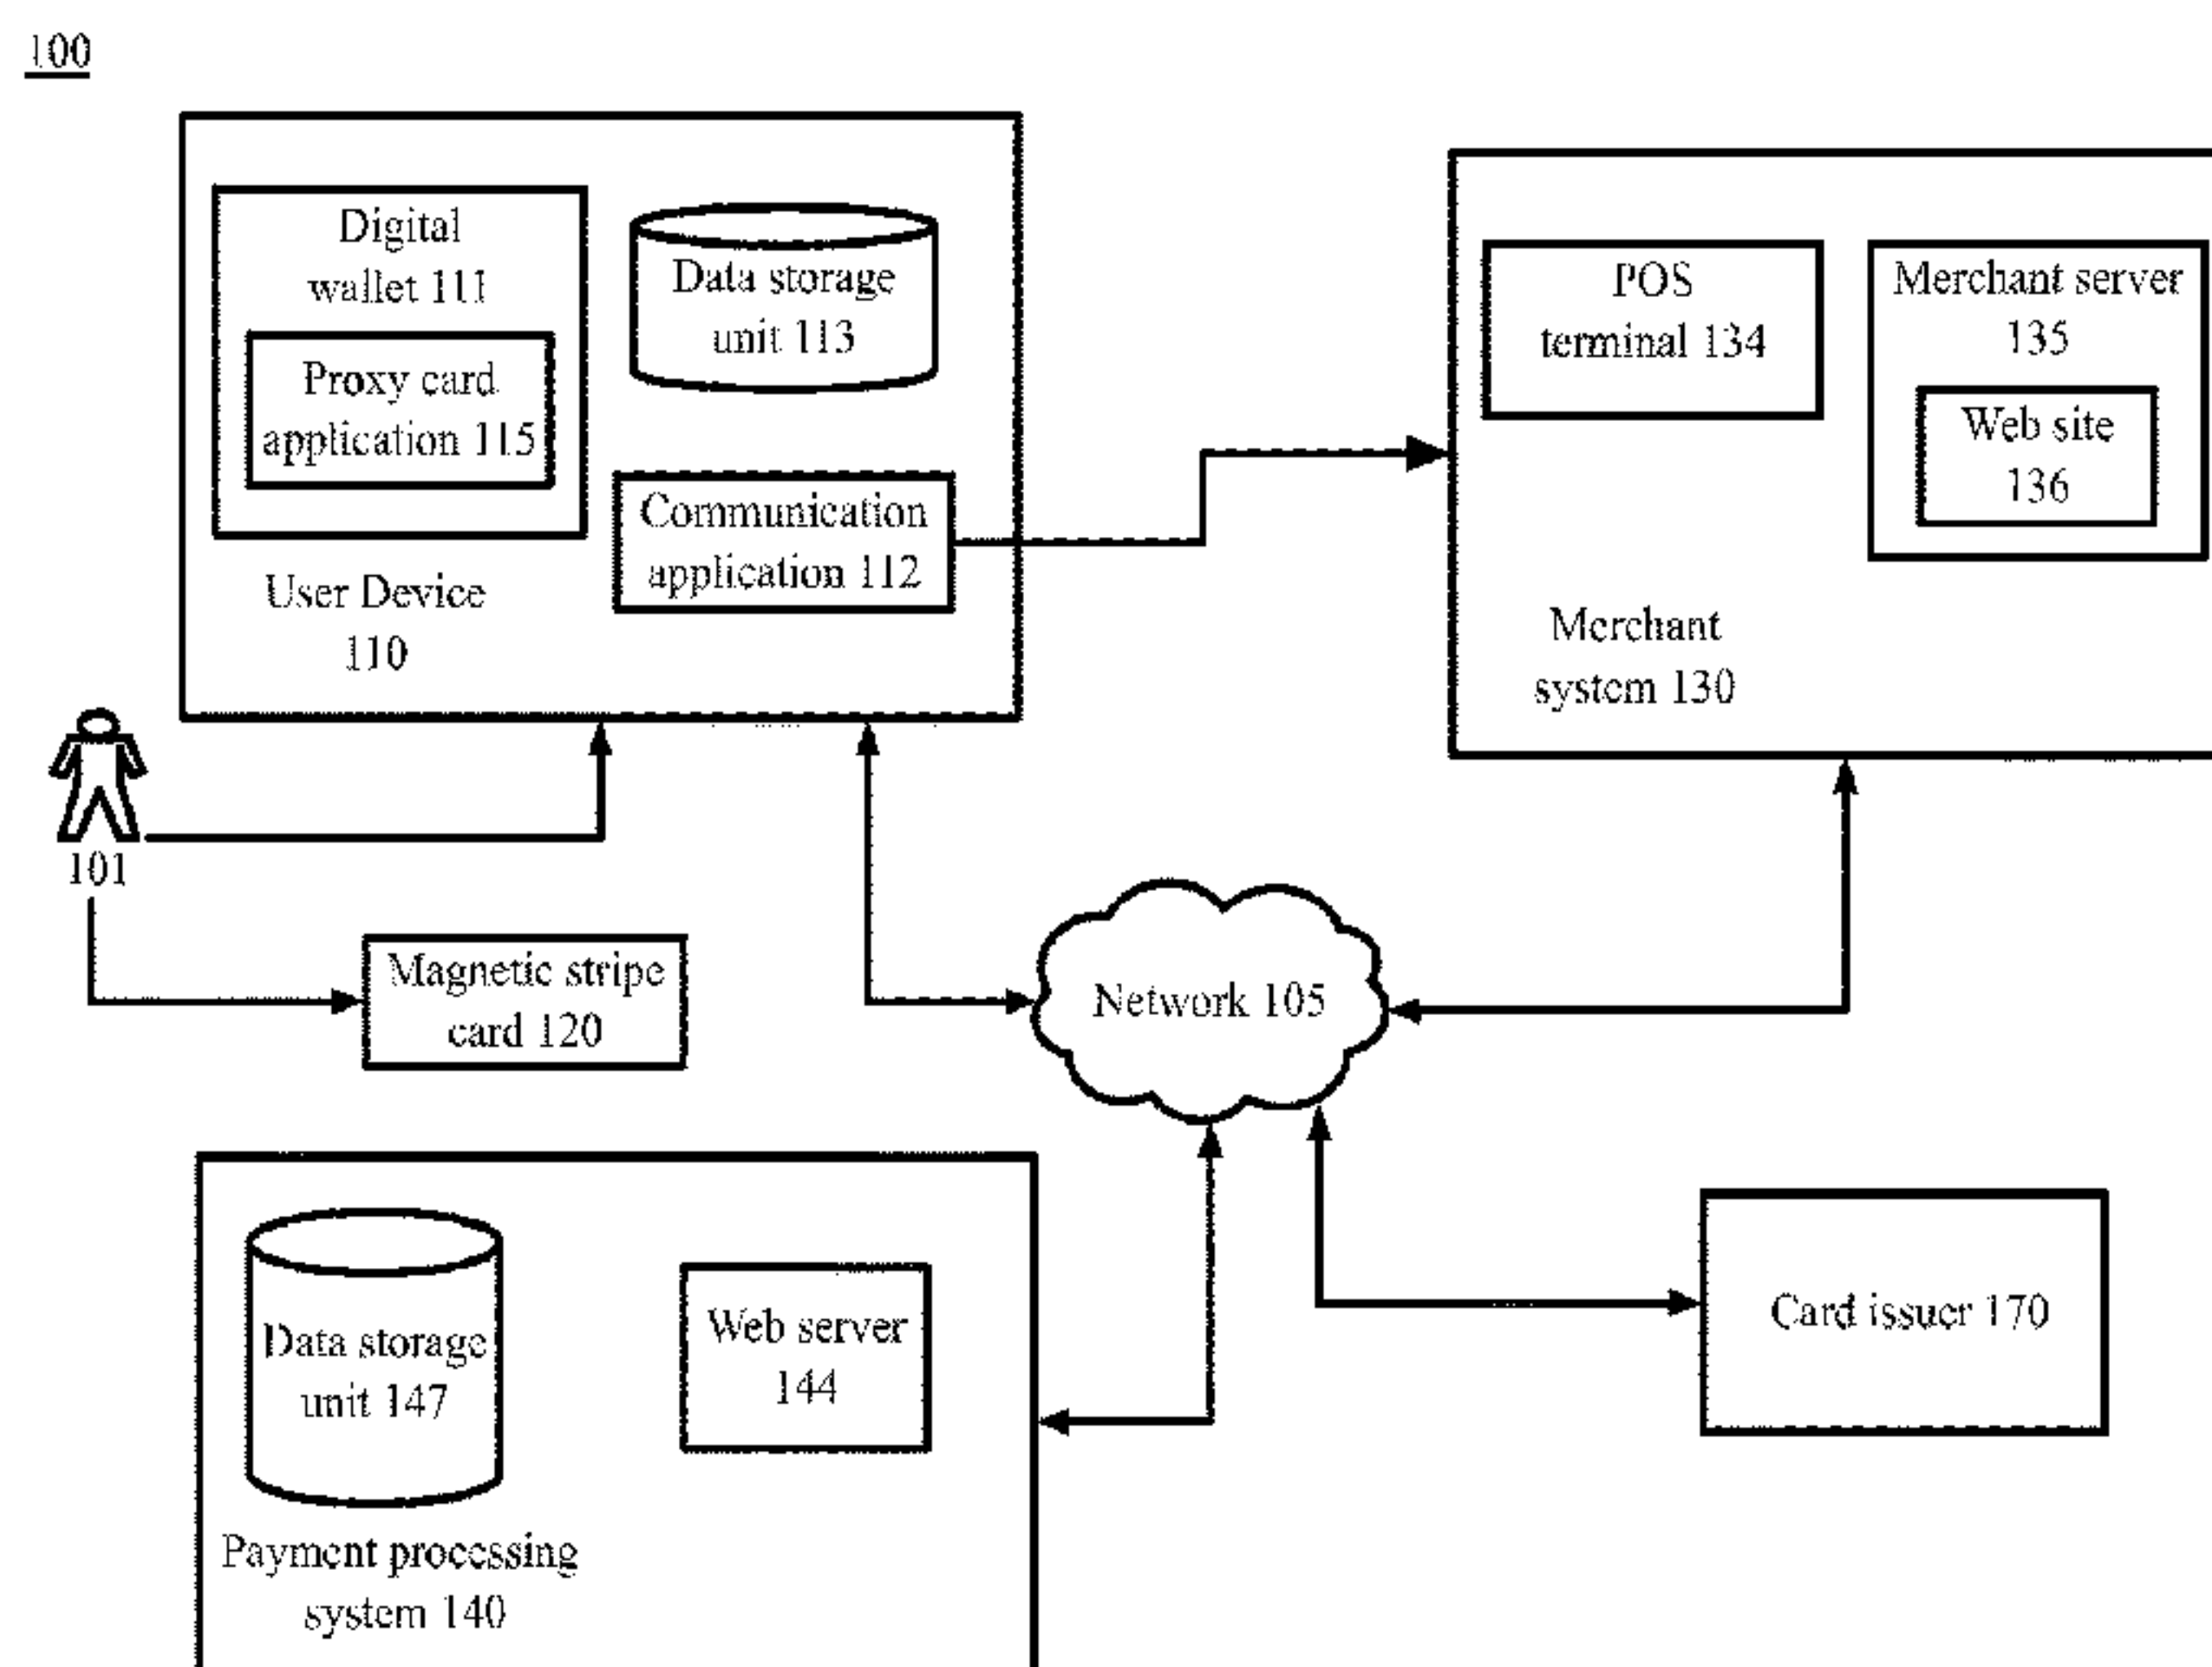 100
Digital
wallet 111
Proxy card
application 115
Data storage
unit 113
Communication
application 112
User Device
110
POS
terminal 134
Merchant server
135
Web site
136
Merchant
system 130
101
Magnetic stripe
card 120
Network 105
Data storage
unit 147
Web server
144
Payment processing
system 140
Card issuer 170